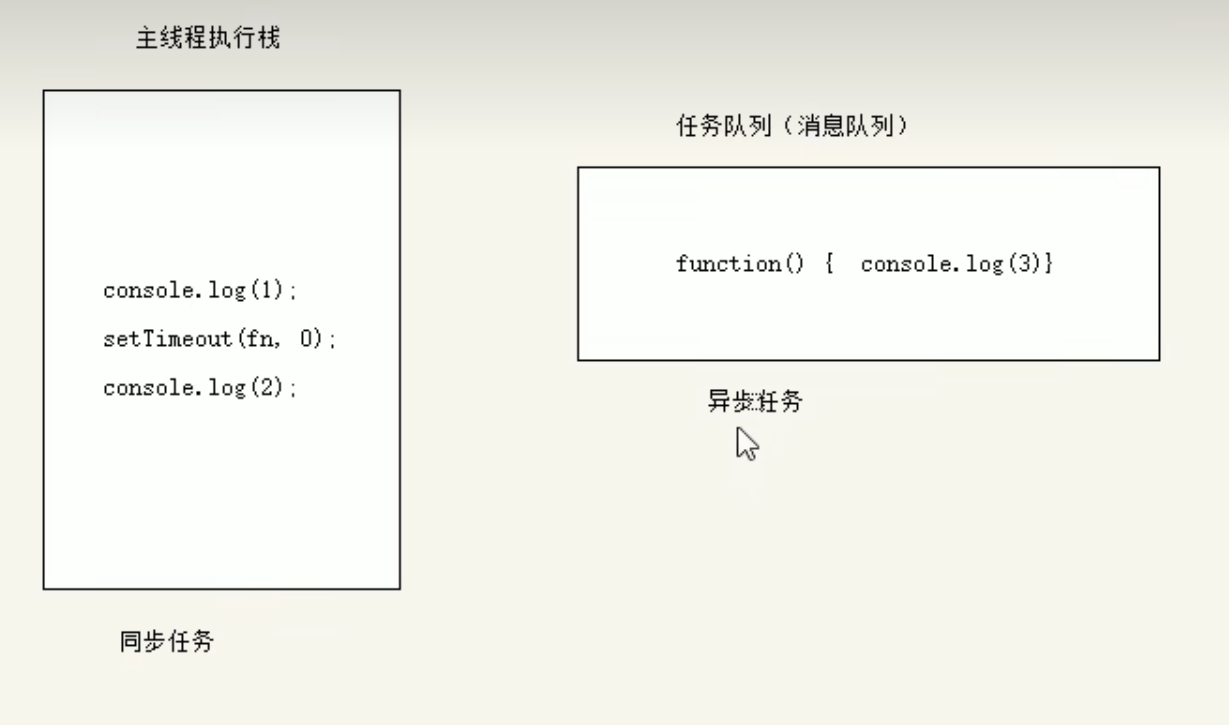 主线程执行栈
console.log(1);
setTimeout(fn, 0);
console.log(2);
同步任务
任务队列（消息队列）
function() {  console.log(3)}
异步任务